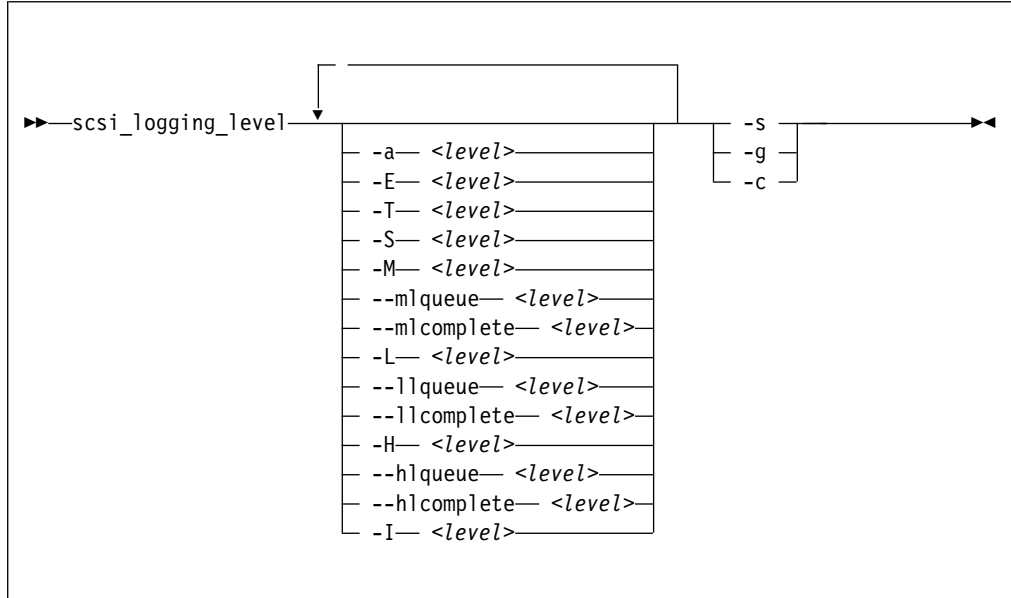 scsi_logging_level -s
-a <level> -g
-E <level> -c
-T <level>
-S <level>
-M <level>
--mlqueue <level>
--mlcomplete <level>
-L <level>
--llqueue <level>
--llcomplete <level>
-H <level>
--hlqueue <level>
--hlcomplete <level>
-I <level>